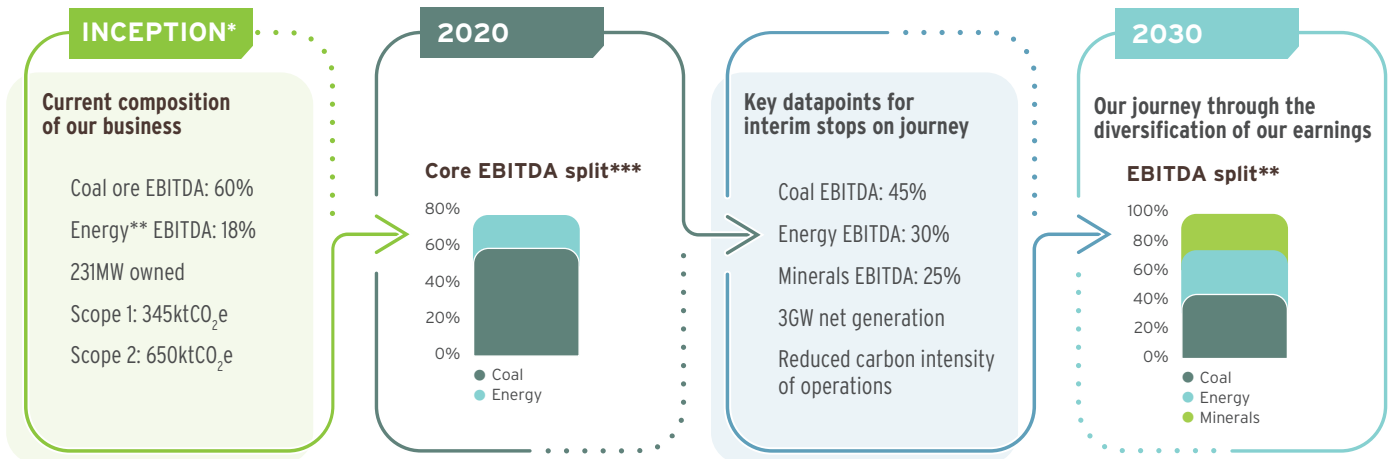 INCEPTION*
Current composition
of our business
Coal ore EBITDA: 60%
Energy** EBITDA: 18%
231MW owned
Scope 1: 345ktCO₂e
Scope 2: 650ktCO₂e
2020
Core EBITDA split***
80%
60%
40%
20%
0%
Coal
Energy
Key datapoints for
interim stops on journey
Coal EBITDA: 45%
Energy EBITDA: 30%
Minerals EBITDA: 25%
3GW net generation
Reduced carbon intensity
of operations
2030
Our journey through the
diversification of our earnings
EBITDA split**
100%
80%
60%
40%
20%
0%
Coal
Energy
Minerals